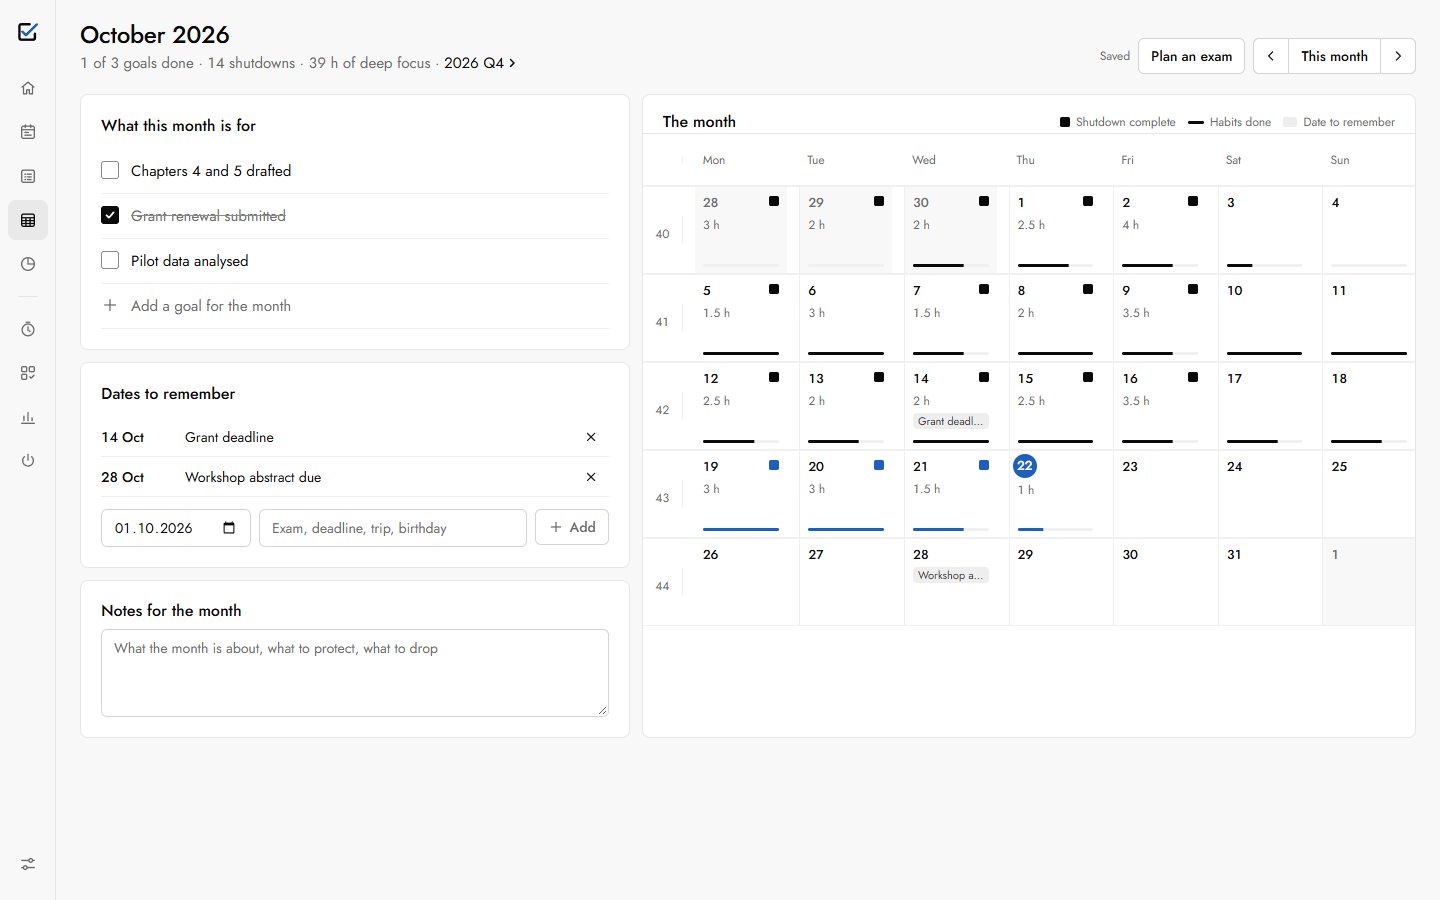 October 2026
1 of 3 goals done · 14 shutdowns · 39 h of deep focus · 2026 Q4
Saved
Plan an exam
This month
What this month is for
Chapters 4 and 5 drafted
Grant renewal submitted
Pilot data analysed
Add a goal for the month
Dates to remember
14 Oct Grant deadline
28 Oct Workshop abstract due
01.10.2026 Exam, deadline, trip, birthday Add
Notes for the month
What the month is about, what to protect, what to drop
The month
Shutdown complete Habits done Date to remember
Mon Tue Wed Thu Fri Sat Sun
28 29 30 1 2 3 4
40
3 h 2 h 2 h 2.5 h 4 h
5 6 7 8 9 10 11
41
1.5 h 3 h 1.5 h 2 h 3.5 h
12 13 14 15 16 17 18
42
2.5 h 2 h 2 h 2.5 h 3.5 h
Grant deadl...
19 20 21 22 23 24 25
43
3 h 3 h 1.5 h 1 h
26 27 28 29 30 31 1
44
Workshop a...